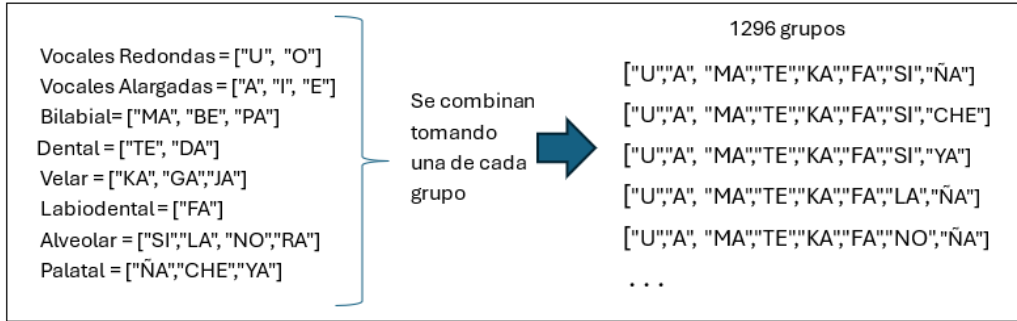 Vocales Redondas = ["U", "O"]
Vocales Alargadas = ["A", "I", "E"]
Bilabial= ["MA", "BE", "PA"]
Dental = ["TE", "DA"]
Velar = ["KA", "GA","JA"]
Labiodental = ["FA"]
Alveolar = ["SI","LA", "NO","RA"]
Palatal = ["ÑA","CHE","YA"]
Se combinan
tomando
una de cada
grupo
1296 grupos
["U","A", "MA","TE","KA","FA","SI","ÑA"]
["U","A", "MA","TE","KA","FA","SI","CHE"]
["U","A", "MA","TE","KA","FA","SI","YA"]
["U","A", "MA","TE","KA","FA","LA","ÑA"]
["U","A", "MA","TE","KA","FA","NO","ÑA"]
. . .